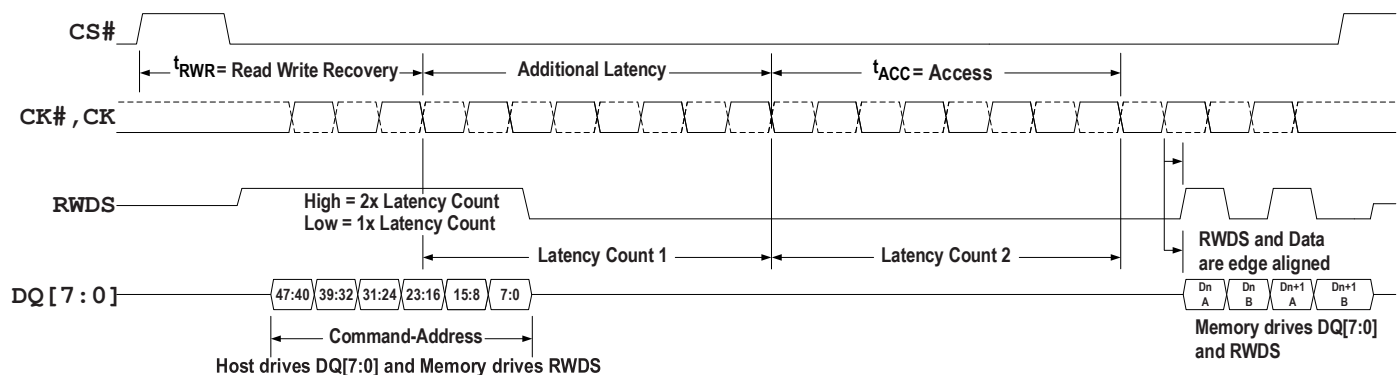 CS#
tRWR= Read Write Recovery
Additional Latency
tACC= Access
CK#,CK
RWDS
High = 2x Latency Count
Low = 1x Latency Count
Latency Count 1
Latency Count 2
RWDS and Data
are edge aligned
DQ[7:0]
47:40 39:32 31:24 23:16 15:8 7:0
Dn A
Dn B
Dn+1 A
Dn+1 B
Command-Address
Memory drives DQ[7:0]
and RWDS
Host drives DQ[7:0] and Memory drives RWDS